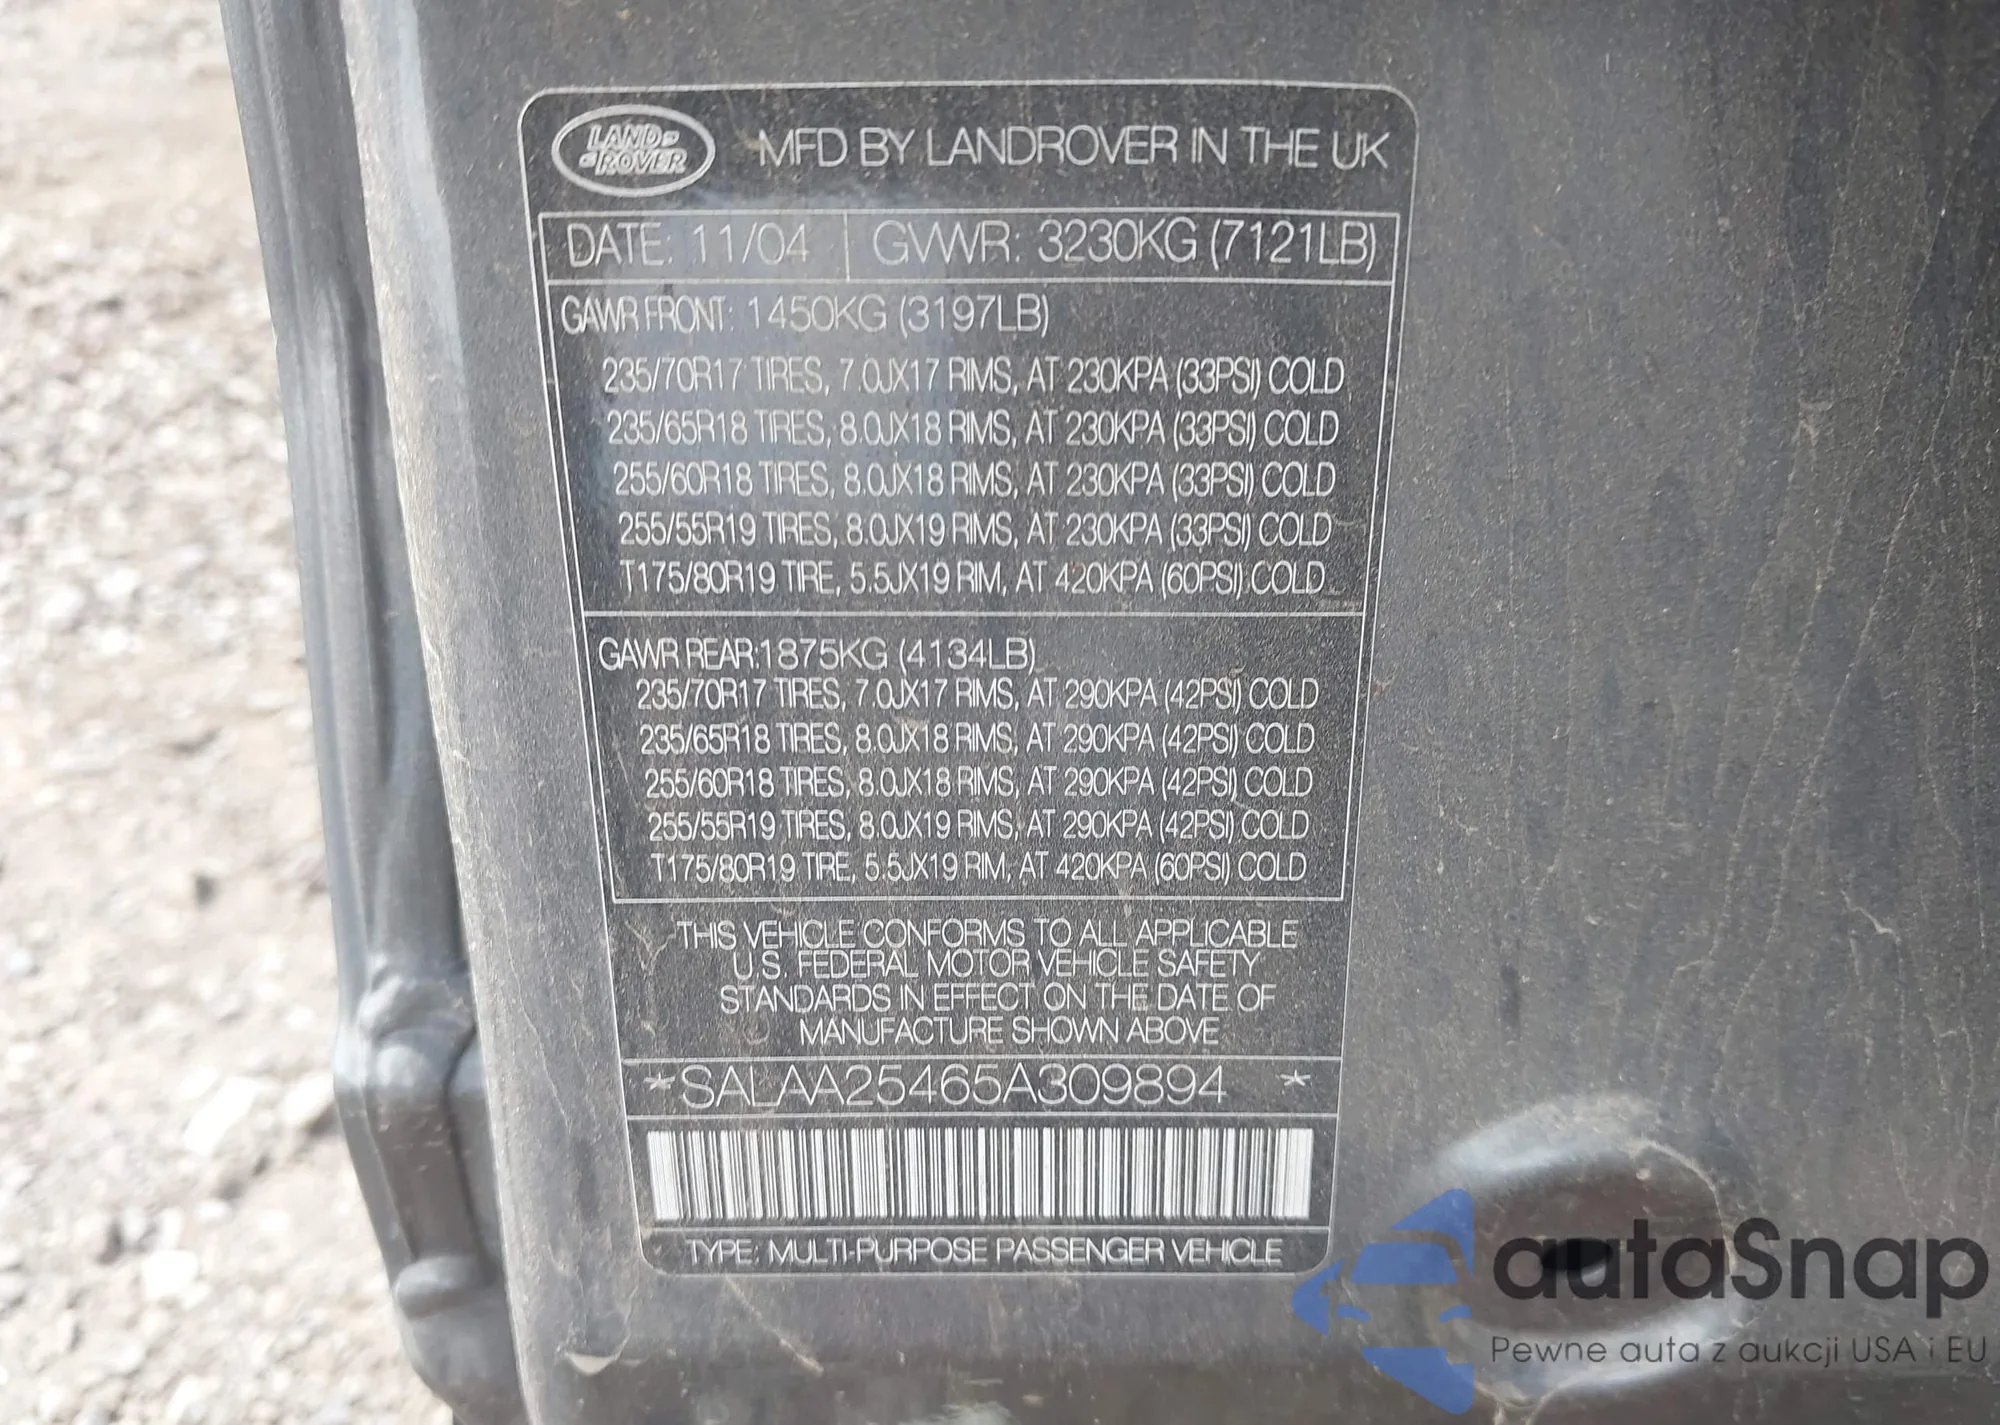 LAND-
-ROVER
MFD BY LANDROVER IN THE UK
DATE: 11/04 GVWR: 3230KG (7121LB)
GAWR FRONT: 1450KG (3197LB)
235/70R17 TIRES, 7.0JX17 RIMS, AT 230KPA (33PSI) COLD
235/65R18 TIRES, 8.0JX18 RIMS, AT 230KPA (33PSI) COLD
255/60R18 TIRES, 8.0JX18 RIMS, AT 230KPA (33PSI) COLD
255/55R19 TIRES, 8.0JX19 RIMS, AT 230KPA (33PSI) COLD
T175/80R19 TIRE, 5.5JX19 RIM, AT 420KPA (60PSI) COLD
GAWR REAR:1875KG (4134LB)
235/70R17 TIRES, 7.0JX17 RIMS, AT 290KPA (42PSI) COLD
235/65R18 TIRES, 8.0JX18 RIMS, AT 290KPA (42PSI) COLD
255/60R18 TIRES, 8.0JX18 RIMS, AT 290KPA (42PSI) COLD
255/55R19 TIRES, 8.0JX19 RIMS, AT 290KPA (42PSI) COLD
T175/80R19 TIRE, 5.5JX19 RIM, AT 420KPA (60PSI) COLD
THIS VEHICLE CONFORMS TO ALL APPLICABLE
U.S. FEDERAL MOTOR VEHICLE SAFETY
STANDARDS IN EFFECT ON THE DATE OF
MANUFACTURE SHOWN ABOVE
*SALAA25465A309894 *
TYPE: MULTI-PURPOSE PASSENGER VEHICLE
autaSnap
Pewne auta z aukcji USA i EU